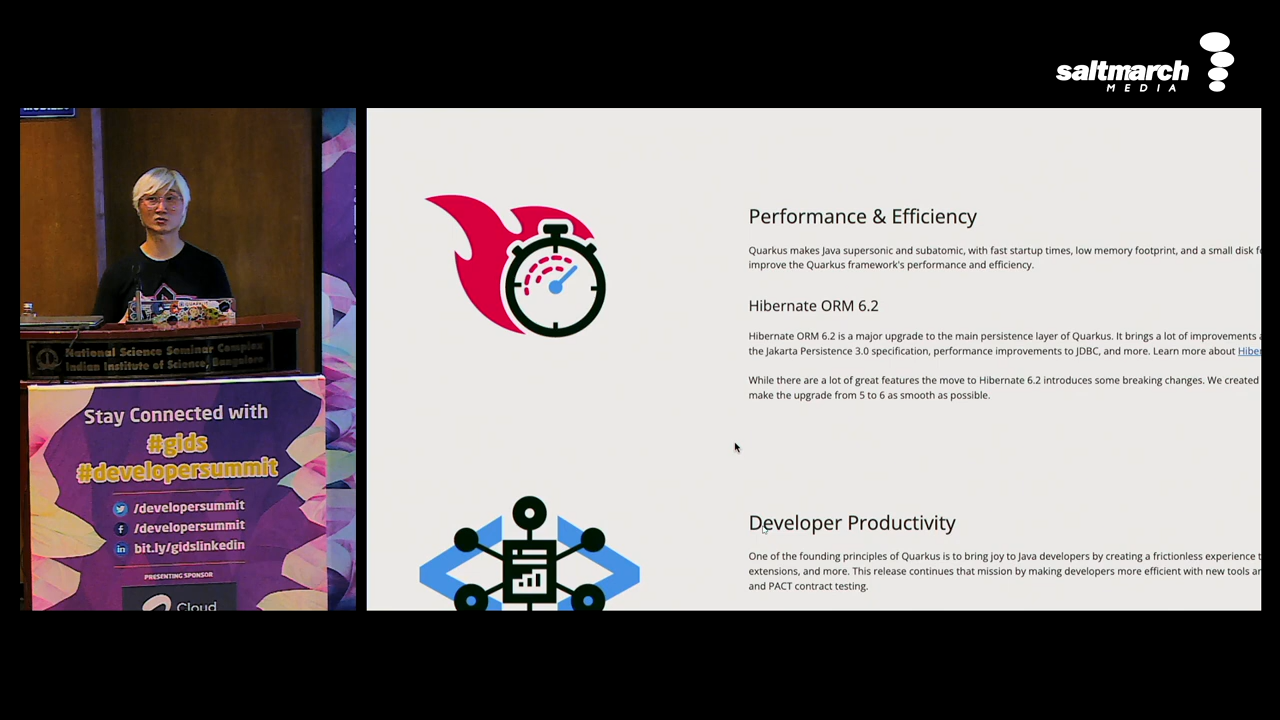 saltmarch
MEDIA
National Science Seminar Complex
Indian Institute of Science, Bangalore
Stay Connected with
#gids
#developersummit
/developersummit
/developersummit
bit.ly/gidslinkedin
PRESENTING SPONSOR
Cloud
Performance & Efficiency
Quarkus makes Java supersonic and subatomic, with fast startup times, low memory footprint, and a small disk
improve the Quarkus framework's performance and efficiency.
Hibernate ORM 6.2
Hibernate ORM 6.2 is a major upgrade to the main persistence layer of Quarkus. It brings a lot of improvements
the Jakarta Persistence 3.0 specification, performance improvements to JDBC, and more. Learn more about Hiber
While there are a lot of great features the move to Hibernate 6.2 introduces some breaking changes. We created
make the upgrade from 5 to 6 as smooth as possible.
Developer Productivity
One of the founding principles of Quarkus is to bring joy to Java developers by creating a frictionless experience
extensions, and more. This release continues that mission by making developers more efficient with new tools
and PACT contract testing.